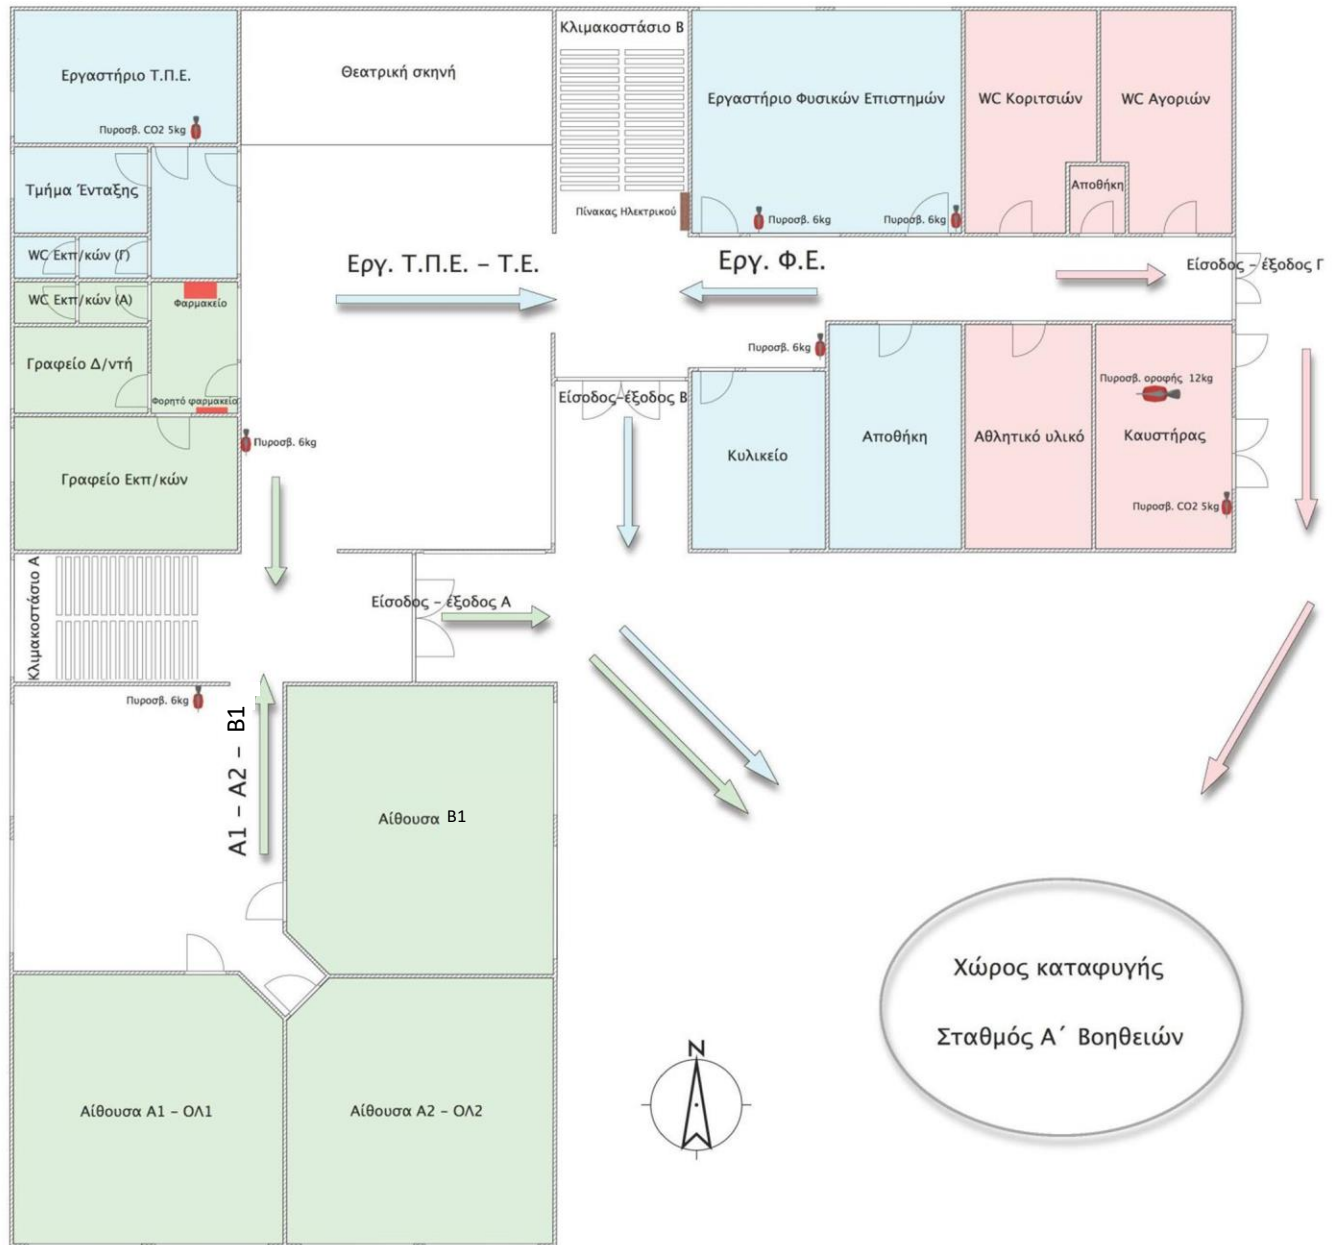 Κλιμακοστάσιο Β
Εργαστήριο Τ.Π.Ε.
Θεατρική σκηνή
Εργαστήριο Φυσικών Επιστημών
WC Κοριτσιών
WC Αγοριών
Πυροσβ. CO2 5kg
Τμήμα Ένταξης
Αποθήκη
Πίνακας Ηλεκτρικού
Πυροσβ. 6kg
Πυροσβ. 6kg
WC Εκπ/κών (Γ)
Εργ. Τ.Π.Ε. – Τ.Ε.
Εργ. Φ.Ε.
Είσοδος – έξοδος Γ
WC Εκπ/κών (Α)
Φαρμακείο
Γραφείο Δ/ντή
Πυροσβ. 6kg
Πυροσβ. οροφής 12kg
Φορητό φαρμακείο
Είσοδος–έξοδος Β
Πυροσβ. 6kg
Κυλικείο
Αποθήκη
Αθλητικό υλικό
Καυστήρας
Γραφείο Εκπ/κών
Πυροσβ. CO2 5kg
Κλιμακοστάσιο Α
Είσοδος – έξοδος Α
Πυροσβ. 6kg
Α1 – Α2 – Β1
Αίθουσα Β1
Χώρος καταφυγής
Σταθμός Α΄ Βοηθειών
N
Αίθουσα Α1 – ΟΛ1
Αίθουσα Α2 – ΟΛ2